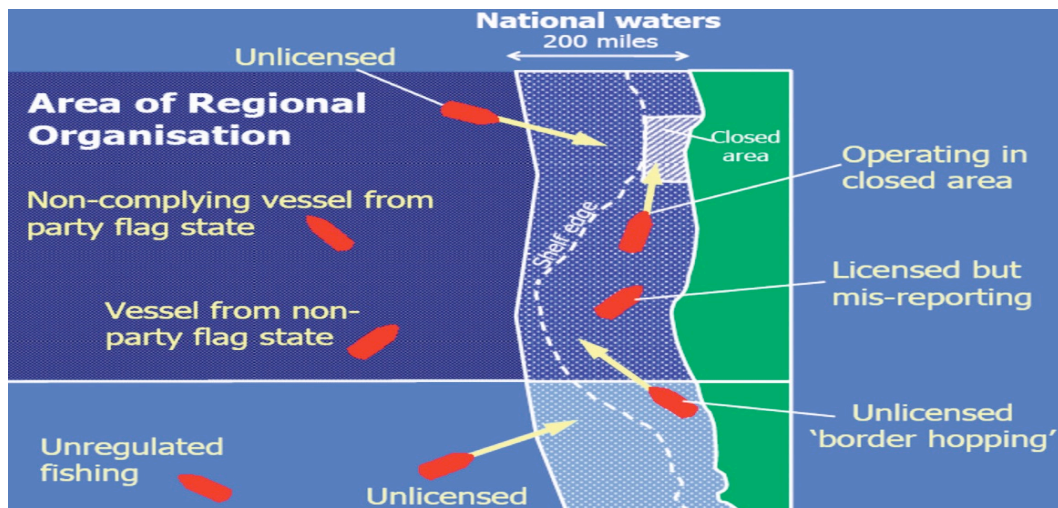 National waters
200 miles
Unlicensed
Area of Regional
Organisation
Closed
area
Operating in
closed area
Non-complying vessel from
party flag state
Shelf edge
Licensed but
mis-reporting
Vessel from non-
party flag state
Unlicensed
‘border hopping’
Unregulated
fishing
Unlicensed